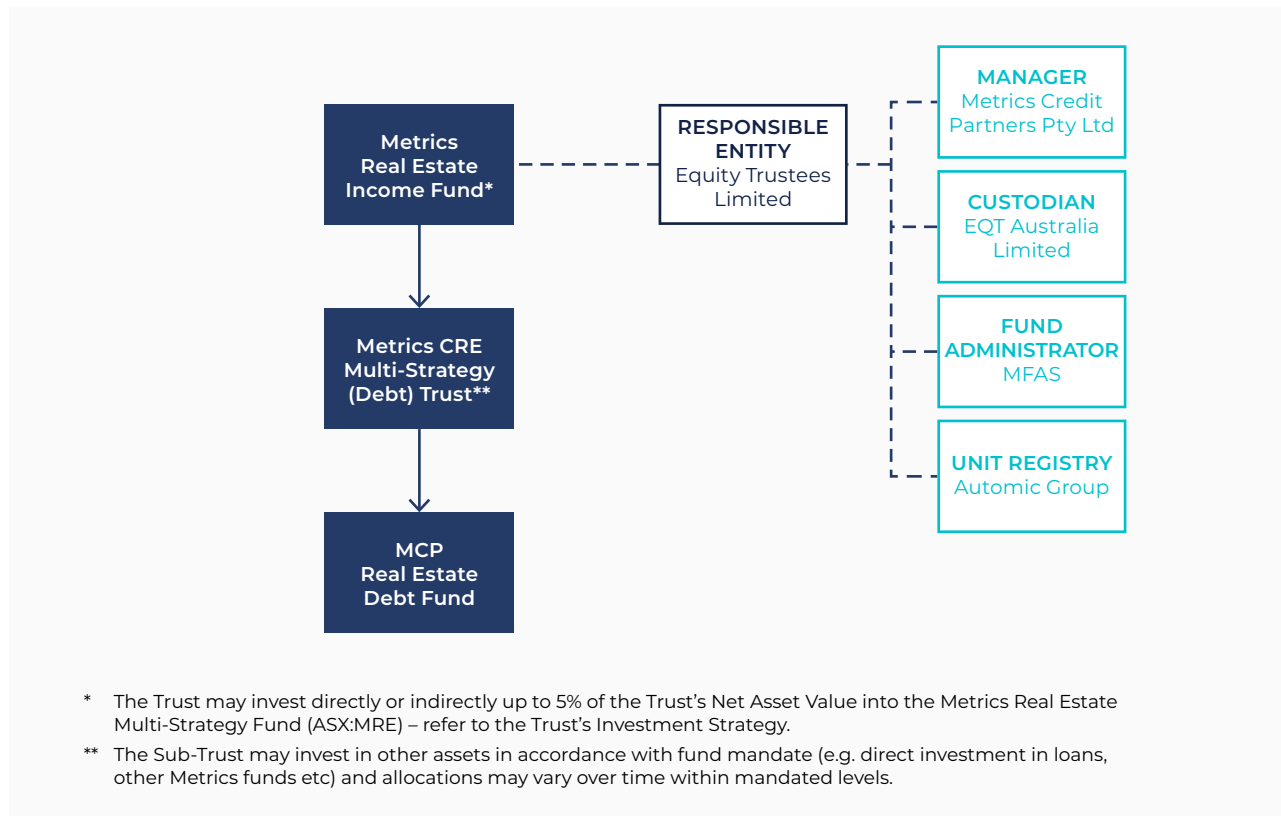 Metrics
Real Estate
Income Fund*
RESPONSIBLE
ENTITY
Equity Trustees
Limited
MANAGER
Metrics Credit
Partners Pty Ltd
CUSTODIAN
EQT Australia
Limited
FUND
ADMINISTRATOR
MFAS
UNIT REGISTRY
Automic Group
Metrics CRE
Multi-Strategy
(Debt) Trust**
MCP
Real Estate
Debt Fund
* The Trust may invest directly or indirectly up to 5% of the Trust’s Net Asset Value into the Metrics Real Estate
Multi-Strategy Fund (ASX:MRE) – refer to the Trust’s Investment Strategy.
** The Sub-Trust may invest in other assets in accordance with fund mandate (e.g. direct investment in loans,
other Metrics funds etc) and allocations may vary over time within mandated levels.